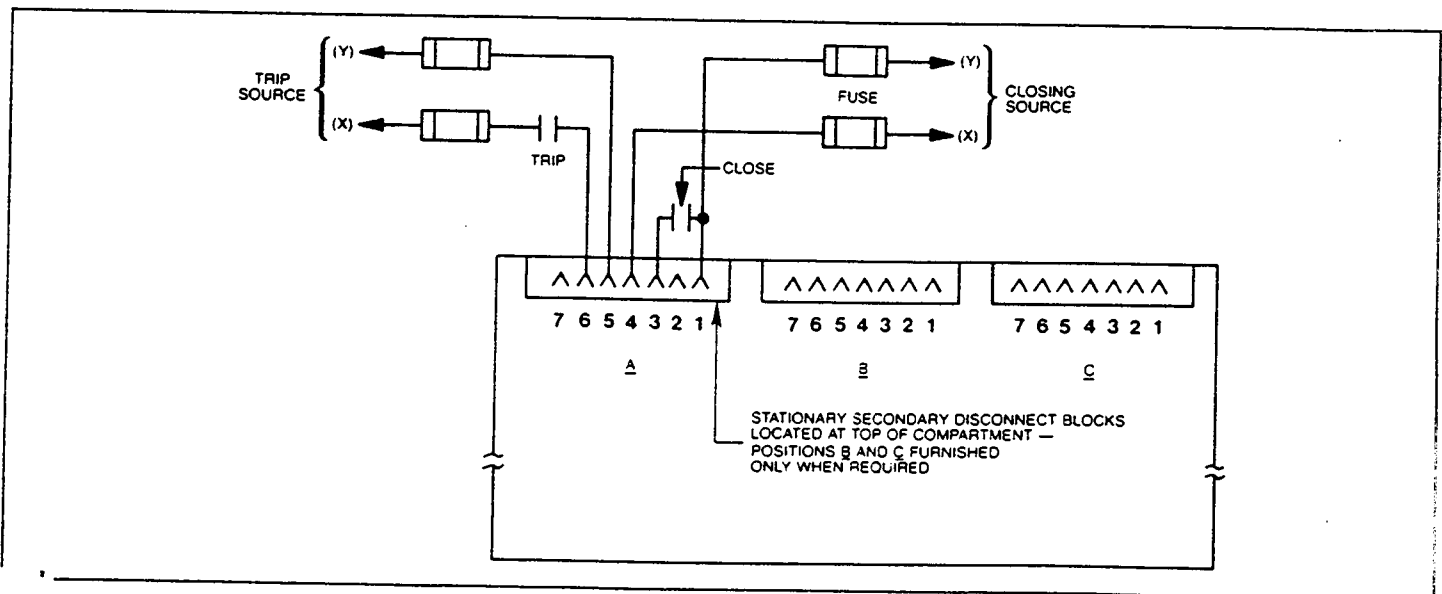 TRIP
SOURCE
(Y)
(X)
TRIP
FUSE
(Y)
(X)
CLOSING
SOURCE
CLOSE
7 6 5 4 3 2 1
A
7 6 5 4 3 2 1
B
7 6 5 4 3 2 1
C
STATIONARY SECONDARY DISCONNECT BLOCKS
LOCATED AT TOP OF COMPARTMENT —
POSITIONS B AND C FURNISHED
ONLY WHEN REQUIRED